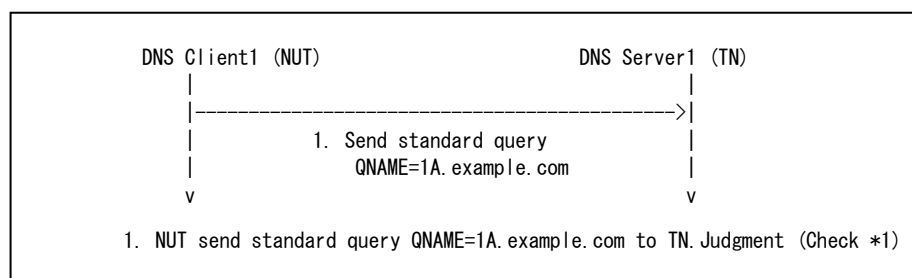 DNS Client1 (NUT) DNS Server1 (TN)
| |
|-------------------------------------------->|
| 1. Send standard query |
| QNAME=1A.example.com |
v v
1. NUT send standard query QNAME=1A.example.com to TN.Judgment (Check *1)